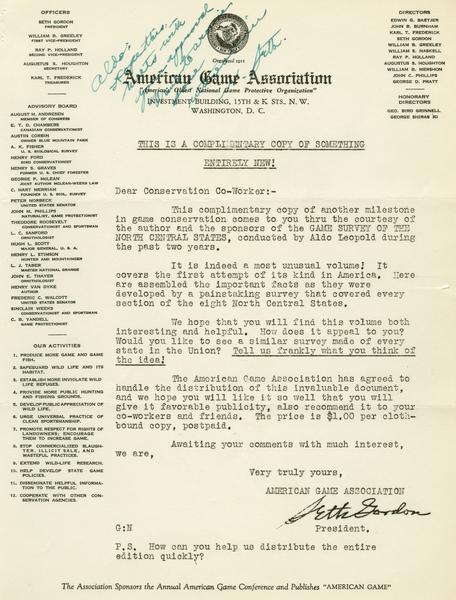 OFFICERS
SETH GORDON
PRESIDENT
WILLIAM B. GREELEY
FIRST VICE-PRESIDENT
RAY P. HOLLAND
SECOND VICE-PRESIDENT
AUGUSTUS S. HOUGHTON
SECRETARY
KARL T. FREDERICK
TREASURER
Organized 1911
American Game Association
"America's Oldest National Game Protective Organization"
INVESTMENT BUILDING, 15TH & K STS. N. W.
WASHINGTON, D. C.
DIRECTORS
EDWIN G. BAETJER
JOHN B. BURNHAM
KARL T. FREDERICK
SETH GORDON
WILLIAM B. GREELEY
WILLIAM S. HASKELL
RAY P. HOLLAND
AUGUSTUS S. HOUGHTON
WILLIAM B. MERSHON
JOHN C. PHILLIPS
GEORGE D. PRATT
HONORARY
DIRECTORS
GEO. BIRD GRINNELL
GEORGE SHIRAS 3D
ADVISORY BOARD
AUGUST H. ANDRESEN
MEMBER OF CONGRESS
E. T. D. CHAMBERS
CANADIAN CONSERVATIONIST
AUSTIN CORBIN
OWNER BLUE MOUNTAIN PARK
A. K. FISHER
U. S. BIOLOGICAL SURVEY
HENRY FORD
BIRD CONSERVATIONIST
HENRY S. GRAVES
FORMER U. S. CHIEF FORESTER
GEORGE P. McLEAN
JOINT AUTHOR McLEAN-WEEKS LAW
C. HART MERRIAM
FOUNDER U. S. BIOL. SURVEY
PETER NORBECK
UNITED STATES SENATOR
JOHN M. PHILLIPS
NATURALIST, GAME PROTECTIONIST
THEODORE ROOSEVELT
CONSERVATIONIST AND SPORTSMAN
L. C. SANFORD
ORNITHOLOGIST
HUGH L. SCOTT
MAJOR GENERAL, U. S. A.
HENRY L. STIMSON
HUNTER AND MOUNTAINEER
L. J. TABER
MASTER NATIONAL GRANGE
JOHN E. THAYER
ORNITHOLOGIST
HENRY VAN DYKE
AUTHOR
FREDERIC C. WALCOTT
UNITED STATES SENATOR
SINCLAIR WEEKS
CONSERVATIONIST AND SPORTSMAN
C. B. YANDELL
GAME PROTECTIONIST
OUR ACTIVITIES
1. PRODUCE MORE GAME AND GAME FISH.
2. SAFEGUARD WILD LIFE AND ITS HABITAT.
3. ESTABLISH MORE INVIOLATE WILD LIFE REFUGES.
4. PROVIDE MORE PUBLIC HUNTING AND FISHING GROUNDS.
5. DEVELOP PUBLIC APPRECIATION OF WILD LIFE.
6. URGE UNIVERSAL PRACTICE OF CLEAN SPORTSMANSHIP.
7. PROMOTE RESPECT FOR RIGHTS OF LANDOWNERS; ENCOURAGE THEM TO INCREASE GAME.
8. STOP COMMERCIALIZED SLAUGHTER, ILLICIT SALE, AND WASTEFUL PRACTICES.
9. EXTEND WILD-LIFE RESEARCH.
10. HELP DEVELOP STATE GAME POLICIES.
11. DISSEMINATE HELPFUL INFORMATION TO THE PUBLIC.
12. COOPERATE WITH OTHER CONSERVATION AGENCIES.
THIS IS A COMPLIMENTARY COPY OF SOMETHING
ENTIRELY NEW!
Dear Conservation Co-Worker:-
This complimentary copy of another milestone
in game conservation comes to you thru the courtesy of
the author and the sponsors of the GAME SURVEY OF THE
NORTH CENTRAL STATES, conducted by Aldo Leopold during the
past two years.
It is indeed a most unusual volume! It
covers the first attempt of its kind in America. Here
are assembled the important facts as they were
developed by a painstaking survey that covered every
section of the eight North Central States.
We hope that you will find this volume both
interesting and helpful. How does it appeal to you?
Would you like to see a similar survey made of every
state in the Union? Tell us frankly what you think of
the idea!
The American Game Association has agreed to
handle the distribution of this invaluable document,
and we hope you will like it so well that you will
give it favorable publicity, also recommend it to your
co-workers and friends. The price is $1.00 per cloth-
bound copy, postpaid.
Awaiting your comments with much interest,
we are,
Very truly yours,
AMERICAN GAME ASSOCIATION
Seth Gordon
G:N President.
P.S. How can you help us distribute the entire
edition quickly?
The Association Sponsors the Annual American Game Conference and Publishes "AMERICAN GAME"